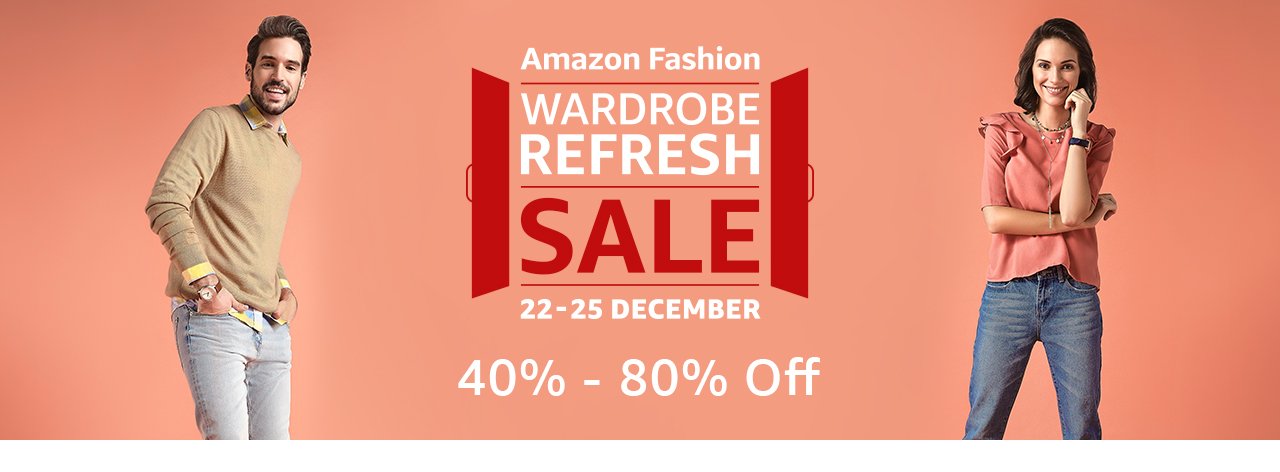 Amazon Fashion
WARDROBE
REFRESH
SALE
22-25 DECEMBER
40% - 80% Off